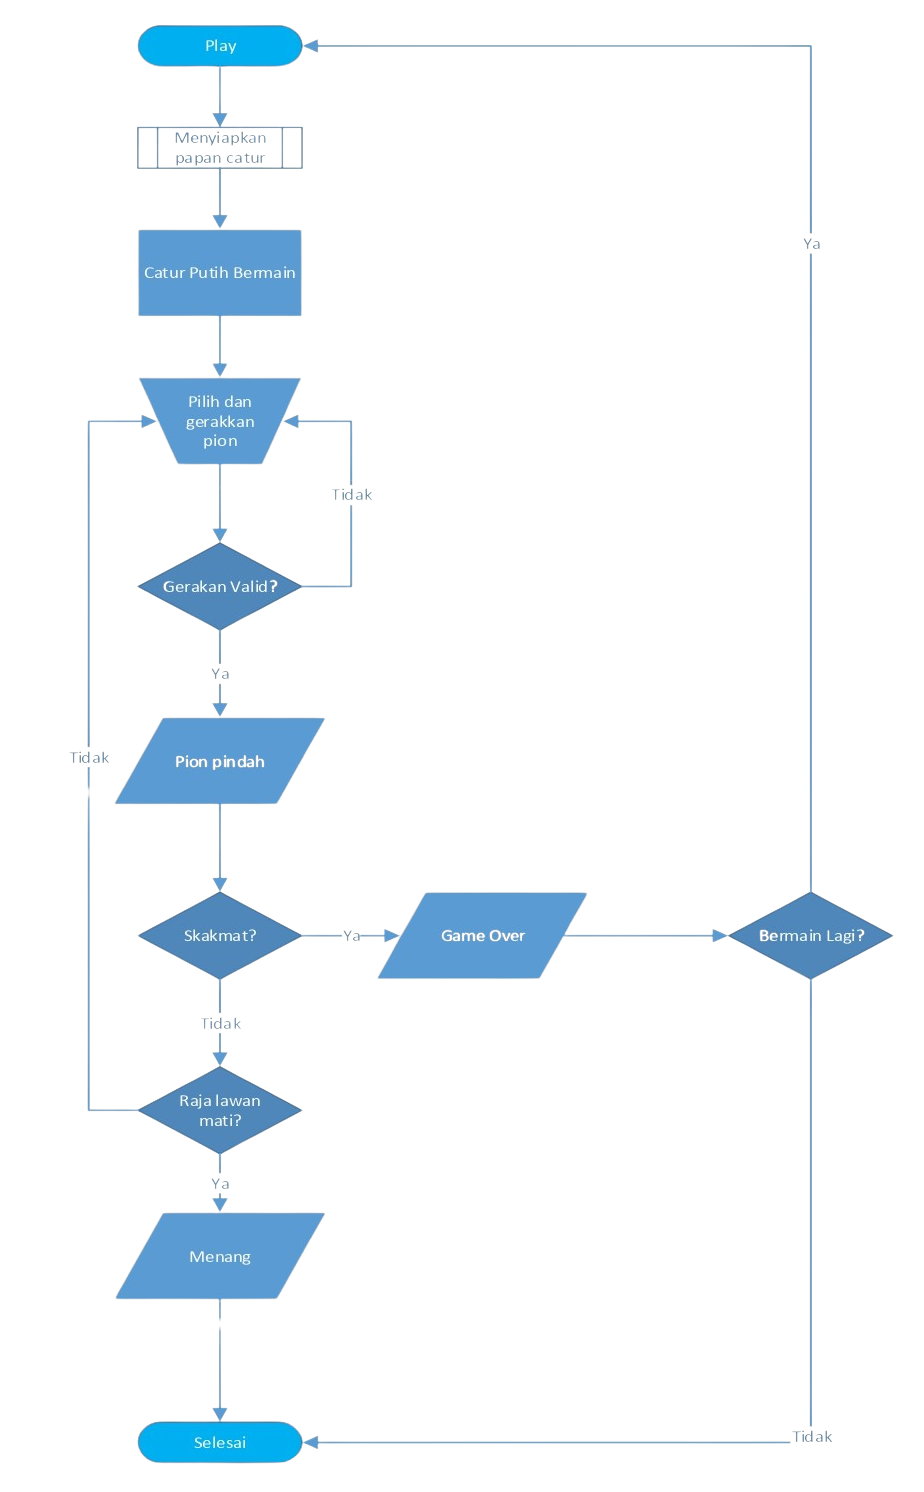 Play
Menyiapkan
papan catur
Catur Putih Bermain
Pilih dan
gerakkan
pion
Tidak
Gerakan Valid?
Ya
Pion pindah
Tidak
Skakmat?
Ya
Game Over
Bermain Lagi?
Ya
Tidak
Raja lawan
mati?
Ya
Menang
Selesai
Tidak